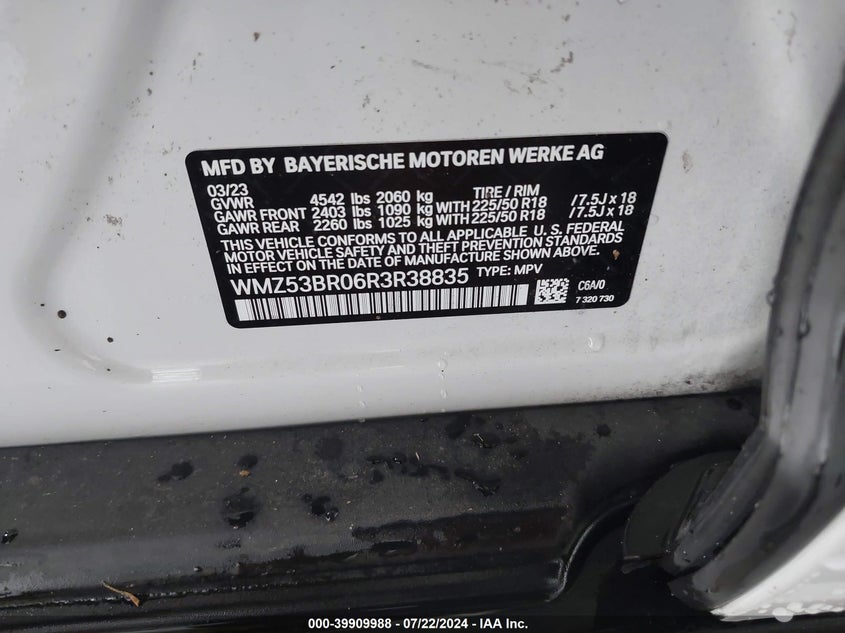 MFD BY BAYERISCHE MOTOREN WERKE AG
03/23 TIRE / RIM
GVWR 4542 lbs 2060 kg
GAWR FRONT 2403 lbs 1090 kg WITH 225/50 R18 / 7.5J x 18
GAWR REAR 2260 lbs 1025 kg WITH 225/50 R18 / 7.5J x 18
THIS VEHICLE CONFORMS TO ALL APPLICABLE U. S. FEDERAL
MOTOR VEHICLE SAFETY AND THEFT PREVENTION STANDARDS
IN EFFECT ON THE DATE OF MANUFACTURE SHOWN ABOVE.
WMZ53BR06R3R38835 TYPE: MPV
C6A/0
7 320 730
000-39909988 / 07/22/2024 - IAA Inc.